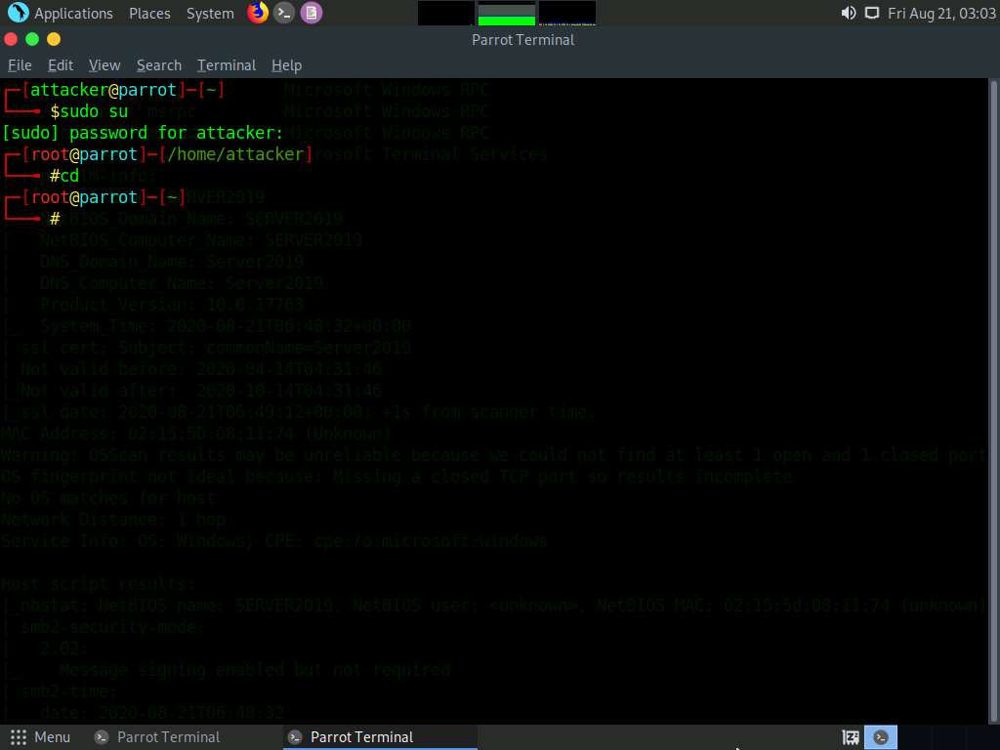 Applications Places System Fri Aug 21, 03:03
Parrot Terminal
File Edit View Search Terminal Help
[attacker@parrot]-[~] Microsoft Windows RPC
$sudo su msrpc Microsoft Windows RPC
[sudo] password for attacker: Microsoft Windows RPC
[root@parrot]-[/home/attacker] rosoft Terminal Services
#cd
[root@parrot]-[~] RVER2019
# BIOS_Domain_Name: SERVER2019
| NetBIOS_Computer_Name: SERVER2019
| DNS_Domain_Name: Server2019
| DNS_Computer_Name: Server2019
| Product_Version: 10.0.17763
|_ System_Time: 2020-08-21T06:48:32+00:00
| ssl-cert: Subject: commonName=Server2019
| Not valid before: 2020-04-14T04:31:46
|_Not valid after: 2020-10-14T04:31:46
|_ssl-date: 2020-08-21T06:49:12+00:00; +1s from scanner time.
MAC Address: 02:15:5D:08:11:74 (Unknown)
Warning: OSScan results may be unreliable because we could not find at least 1 open and 1 closed port
OS fingerprint not ideal because: Missing a closed TCP port so results incomplete
No OS matches for host
Network Distance: 1 hop
Service Info: OS: Windows; CPE: cpe:/o:microsoft:windows
Host script results:
|_nbstat: NetBIOS name: SERVER2019, NetBIOS user: <unknown>, NetBIOS MAC: 02:15:5d:08:11:74 (unknown)
| smb2-security-mode:
| 2.02:
|_ Message signing enabled but not required
| smb2-time:
| date: 2020-08-21T06:48:32
Menu Parrot Terminal Parrot Terminal